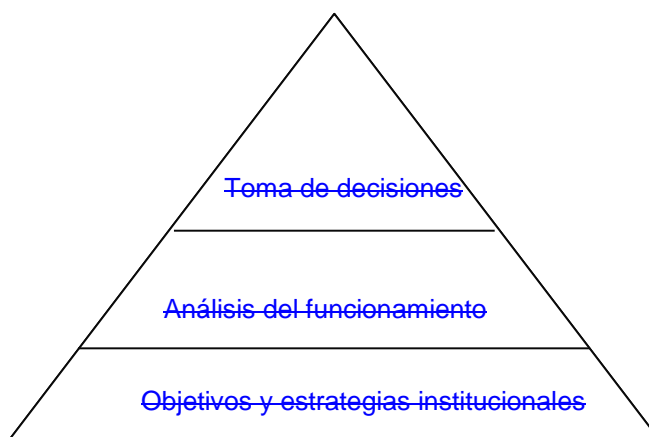 Toma de decisiones
Análisis del funcionamiento
Objetivos y estrategias institucionales